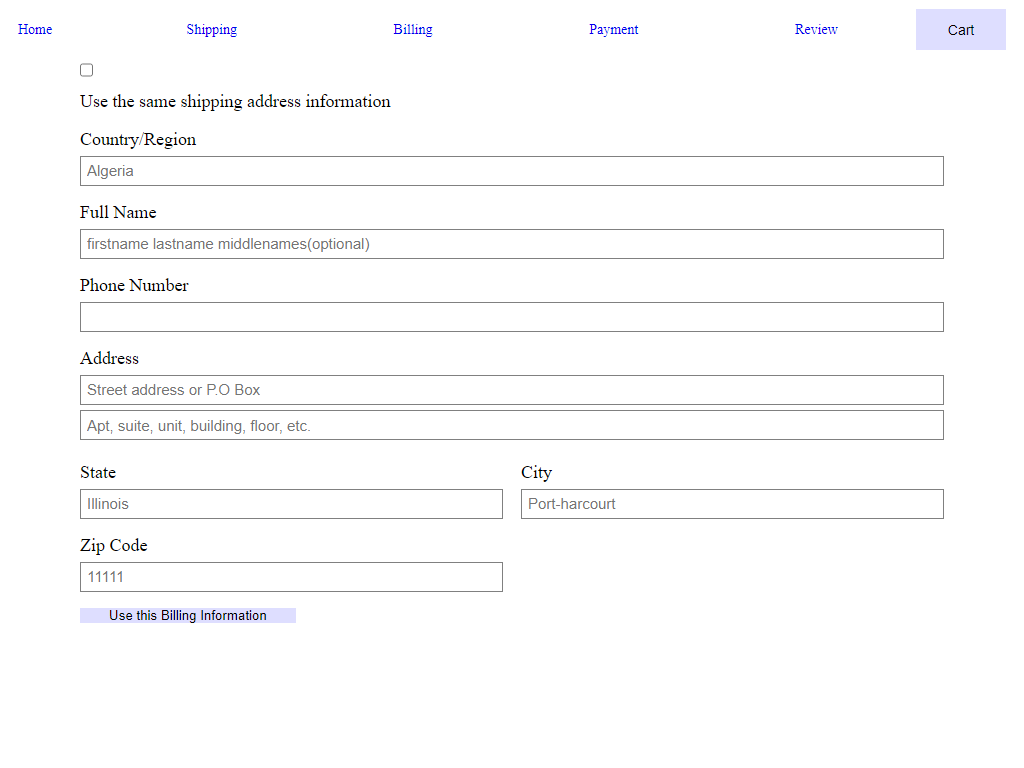 Home Shipping Billing Payment Review Cart
Use the same shipping address information
Country/Region
Algeria
Full Name
firstname lastname middlenames(optional)
Phone Number
Address
Street address or P.O Box
Apt, suite, unit, building, floor, etc.
State City
Illinois Port-harcourt
Zip Code
11111
Use this Billing Information